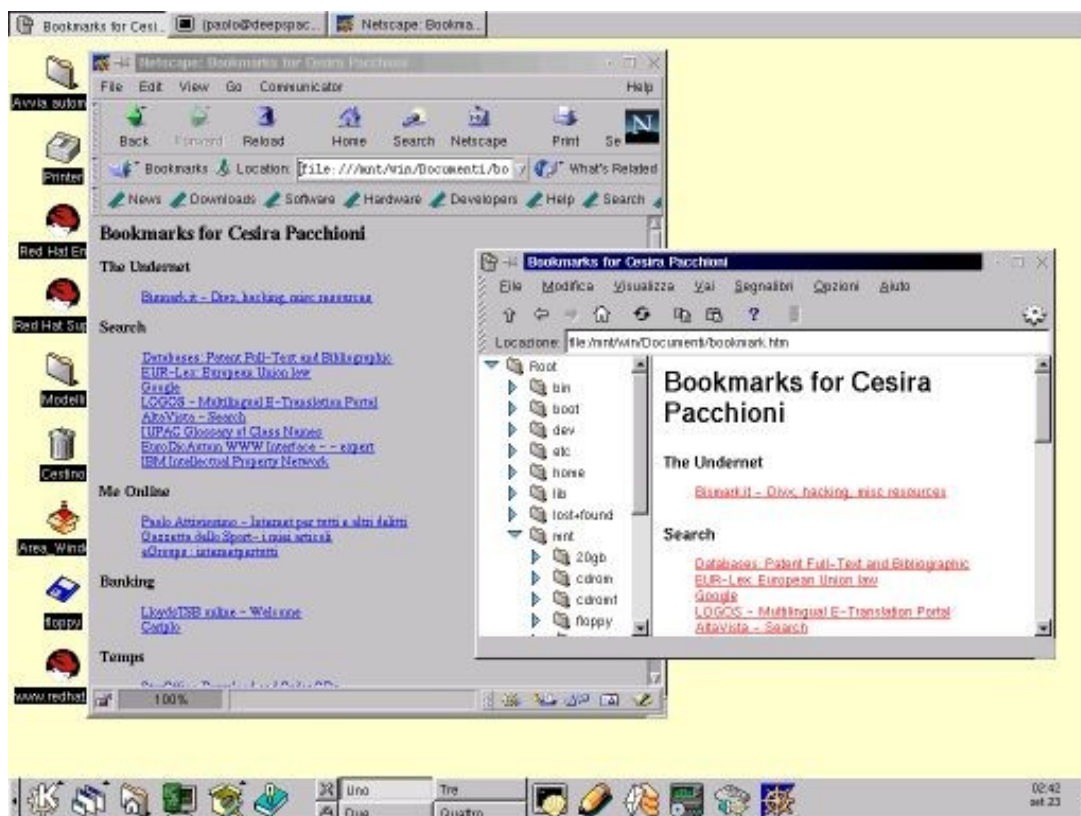 Bookmarks for Cesi..
(paolo@deepspac...
Netscape: Bookma..
Avvia autom
Printer
Red Hat Err
Red Hat Sup
Modelli
Cestino
Area_Wind
floppy
www.redhat
Netscape: Bookmarks for Cesira Pacchioni
File Edit View Go Communicator Help
Back Forward Reload Home Search Netscape Print Se
N
Bookmarks Location: file:///mnt/win/Documenti/bo What's Related
News Downloads Software Hardware Developers Help Search
Bookmarks for Cesira Pacchioni
The Undernet
Bismark.it - Divx, hacking, misc resources
Search
Databases: Patent Full-Text and Bibliographic
EUR-Lex: European Union law
Google
LOGOS - Multilingual E-Translation Portal
AltaVista - Search
IUPAC Glossary of Class Names
EuroDicAutom WWW Interface - - expert
IBM Intellectual Property Network
Me Online
Paolo Attivissimo - Internet per tutti e altri delitti
Gazzetta dello Sport - i miei articoli
eGroups : internetpertutti
Banking
LloydsTSB online - Welcome
Cariplo
Temps
100%
Bookmarks for Cesira Pacchioni
File Modifica Visualizza Vai Segnalibri Opzioni Aiuto
Locazione: file:/mnt/win/Documenti/bookmark.htm
Root
bin
boot
dev
etc
home
lib
lost+found
mnt
20gb
cdrom
cdrom1
floppy
Bookmarks for Cesira
Pacchioni
The Undernet
Bismark.it - Divx, hacking, misc resources
Search
Databases: Patent Full-Text and Bibliographic
EUR-Lex: European Union law
Google
LOGOS - Multilingual E-Translation Portal
AltaVista - Search
Uno Tre
Due Quattro
02:42
set 23